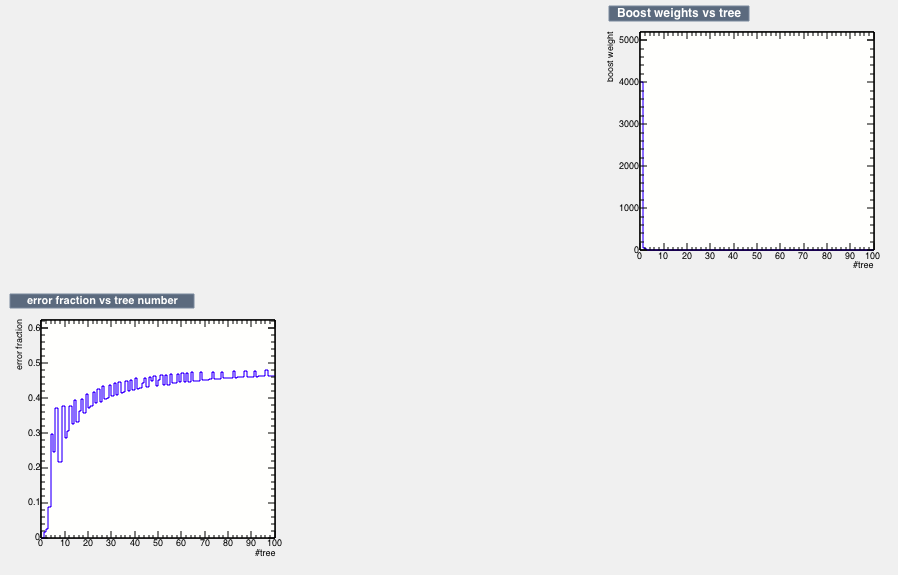 Boost weights vs tree
boost weight
5000
4000
3000
2000
1000
0
0 10 20 30 40 50 60 70 80 90 100
#tree
error fraction vs tree number
error fraction
0.6
0.5
0.4
0.3
0.2
0.1
0
0 10 20 30 40 50 60 70 80 90 100
#tree